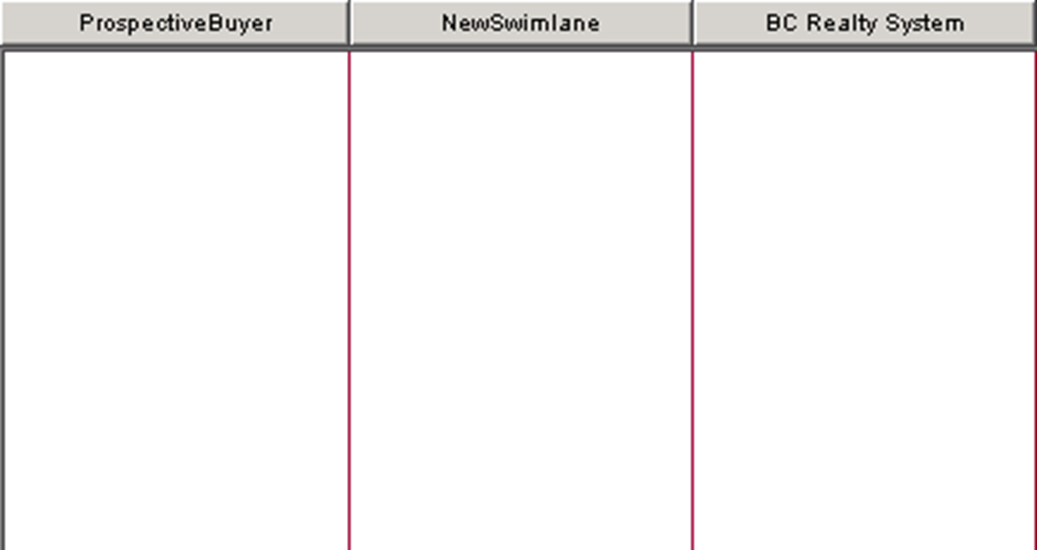 ProspectiveBuyer
NewSwimlane
BC Realty System